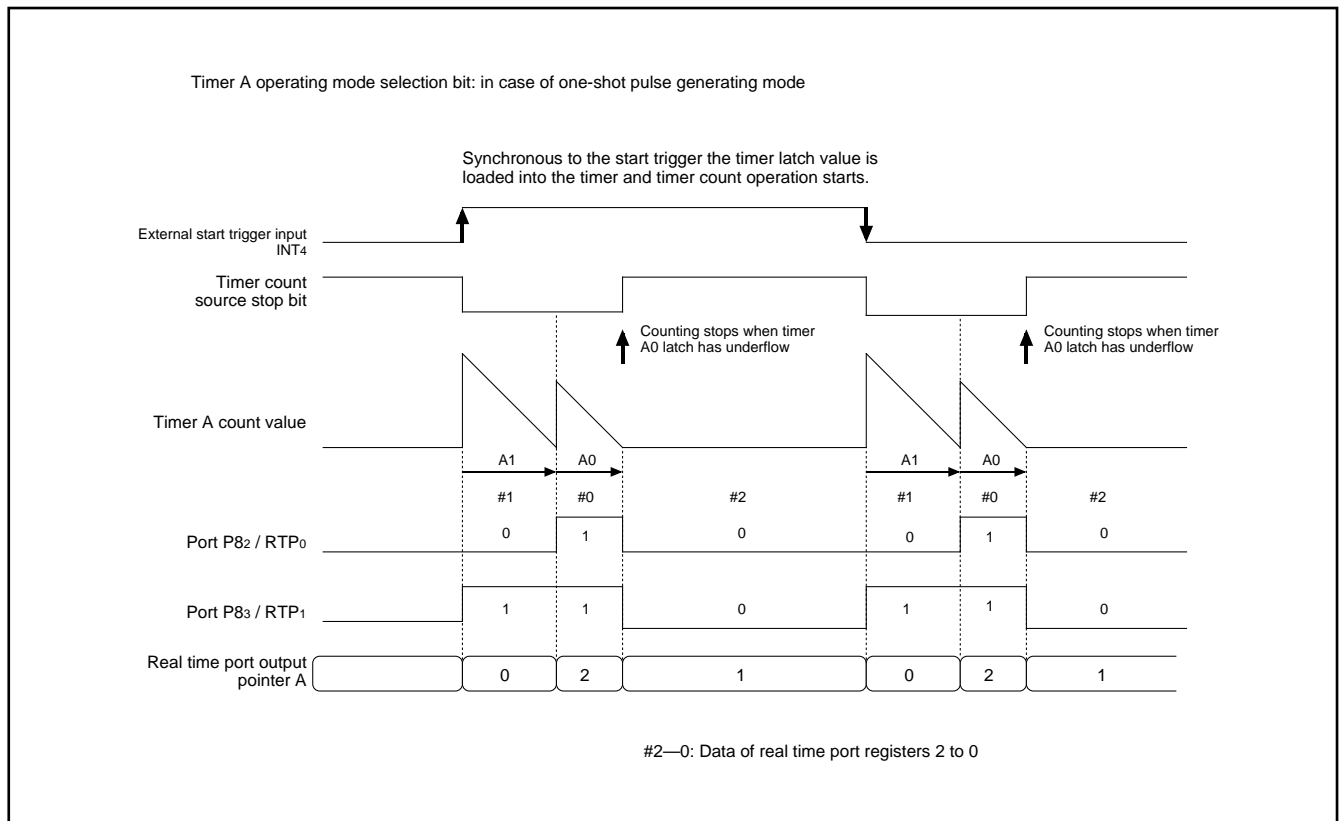 Timer A operating mode selection bit: in case of one-shot pulse generating mode
Synchronous to the start trigger the timer latch value is
loaded into the timer and timer count operation starts.
External start trigger input
INT4
Timer count
source stop bit
Counting stops when timer
A0 latch has underflow
Counting stops when timer
A0 latch has underflow
Timer A count value
A1 A0 A1 A0
#1 #0 #2 #1 #0 #2
Port P82 / RTP0 0 1 0 0 1 0
Port P83 / RTP1 1 1 0 1 1 0
Real time port output
pointer A 0 2 1 0 2 1
#2—0: Data of real time port registers 2 to 0